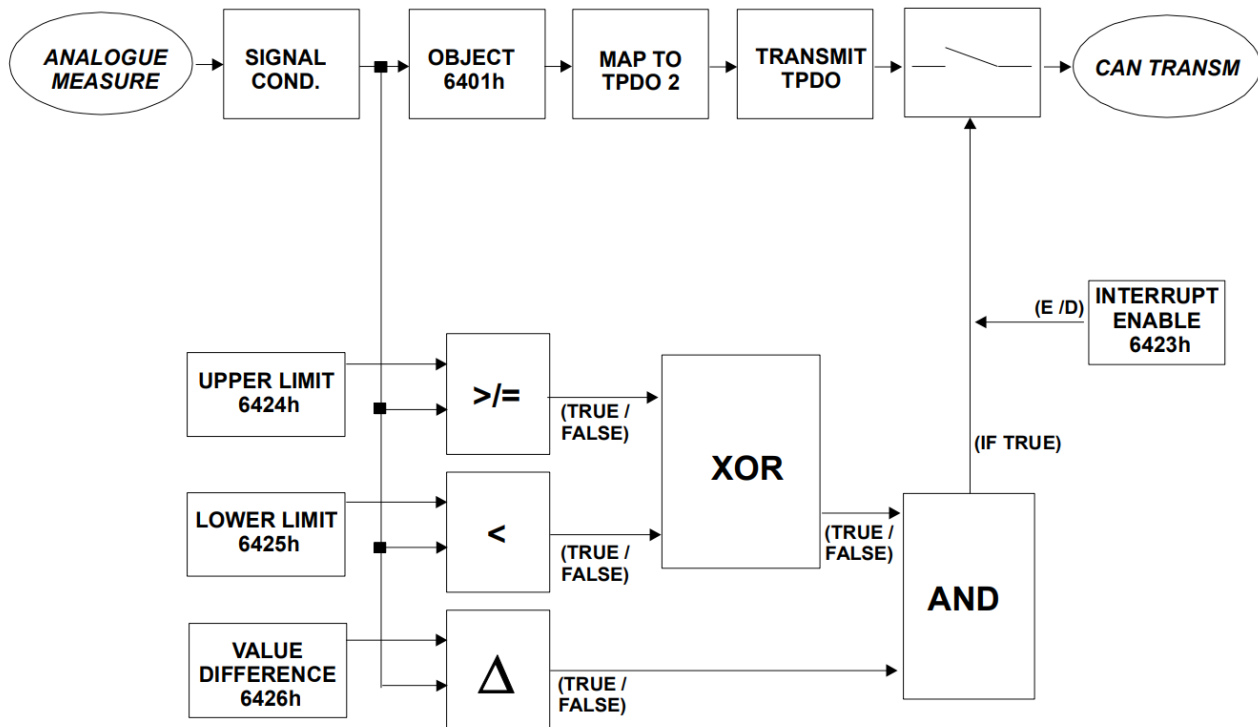 ANALOGUE
MEASURE
SIGNAL
COND.
OBJECT
6401h
MAP TO
TPDO 2
TRANSMIT
TPDO
CAN TRANSM
(E /D)
INTERRUPT
ENABLE
6423h
UPPER LIMIT
6424h
>/=
(TRUE /
FALSE)
XOR
(IF TRUE)
LOWER LIMIT
6425h
<
(TRUE /
FALSE)
(TRUE /
FALSE)
AND
VALUE
DIFFERENCE
6426h
Δ
(TRUE /
FALSE)